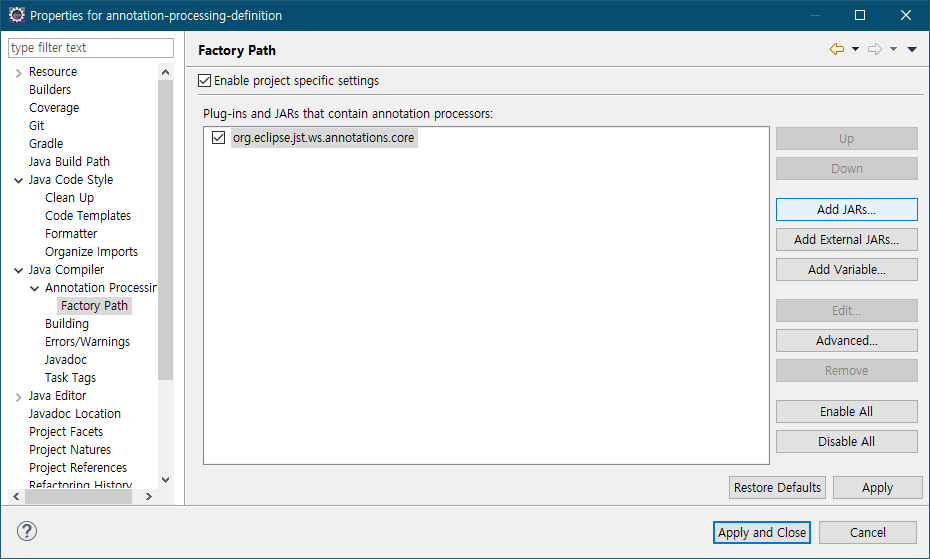 Properties for annotation-processing-definition
type filter text
Resource
Builders
Coverage
Git
Gradle
Java Build Path
Java Code Style
Clean Up
Code Templates
Formatter
Organize Imports
Java Compiler
Annotation Processin
Factory Path
Building
Errors/Warnings
Javadoc
Task Tags
Java Editor
Javadoc Location
Project Facets
Project Natures
Project References
Refactoring History
Factory Path
Enable project specific settings
Plug-ins and JARs that contain annotation processors:
org.eclipse.jst.ws.annotations.core
Up
Down
Add JARs...
Add External JARs...
Add Variable...
Edit...
Advanced...
Remove
Enable All
Disable All
Restore Defaults
Apply
?
Apply and Close
Cancel